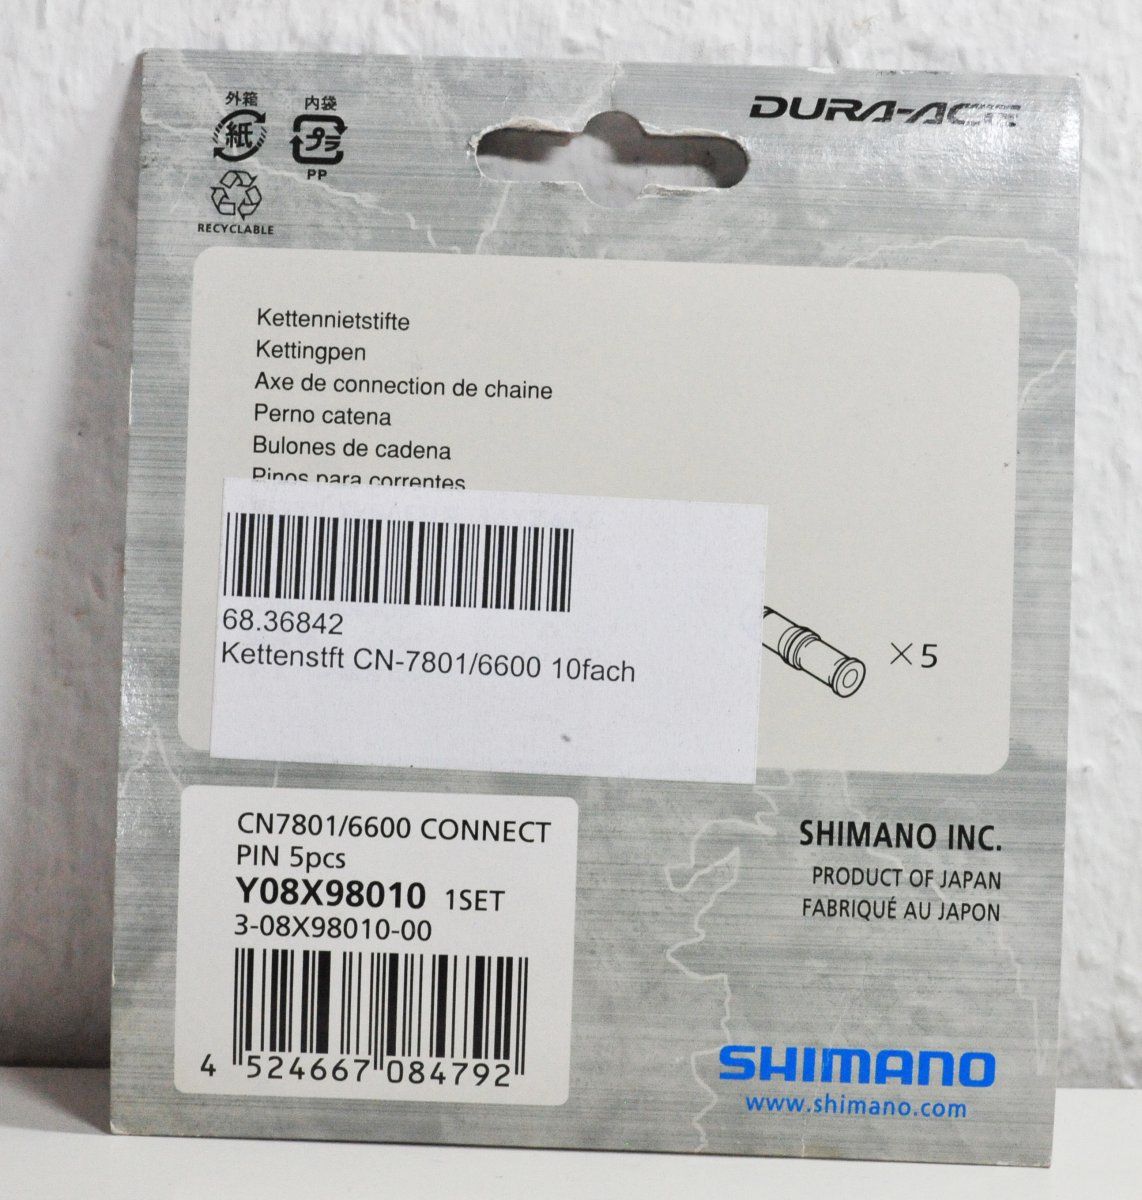 外箱
紙
RECYCLABLE
内袋
プラ
PP
DURA-ACE
Kettennietstifte
Kettingpen
Axe de connection de chaine
Perno catena
Bulones de cadena
Pinos para correntes
68.36842
Kettenstft CN-7801/6600 10fach
×5
CN7801/6600 CONNECT
PIN 5pcs
Y08X98010 1SET
3-08X98010-00
4 524667 084792
SHIMANO INC.
PRODUCT OF JAPAN
FABRIQUÉ AU JAPON
SHIMANO
www.shimano.com